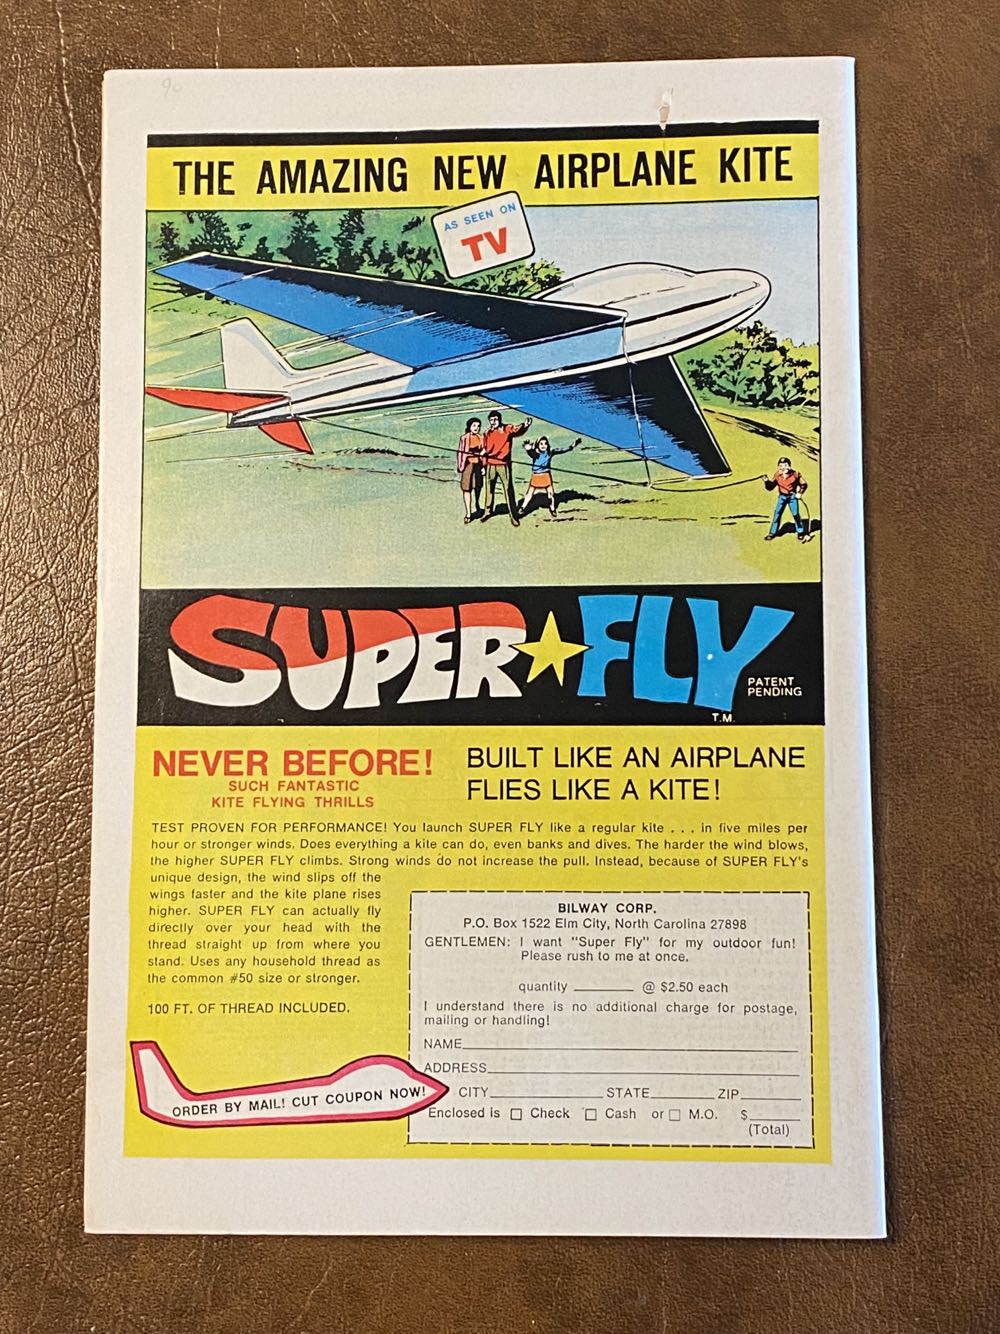 90
THE AMAZING NEW AIRPLANE KITE
AS SEEN ON
TV
SUPER★FLY
PATENT
PENDING
T.M.
NEVER BEFORE!
SUCH FANTASTIC
KITE FLYING THRILLS
BUILT LIKE AN AIRPLANE
FLIES LIKE A KITE!
TEST PROVEN FOR PERFORMANCE! You launch SUPER FLY like a regular kite . . . in five miles per
hour or stronger winds. Does everything a kite can do, even banks and dives. The harder the wind blows,
the higher SUPER FLY climbs. Strong winds do not increase the pull. Instead, because of SUPER FLY's
unique design, the wind slips off the
wings faster and the kite plane rises
higher. SUPER FLY can actually fly
directly over your head with the
thread straight up from where you
stand. Uses any household thread as
the common #50 size or stronger.
100 FT. OF THREAD INCLUDED.
ORDER BY MAIL! CUT COUPON NOW!
BILWAY CORP.
P.O. Box 1522 Elm City, North Carolina 27898
GENTLEMEN: I want "Super Fly" for my outdoor fun!
Please rush to me at once.
quantity ________ @ $2.50 each
I understand there is no additional charge for postage,
mailing or handling!
NAME________
ADDRESS________
CITY________ STATE________ ZIP________
Enclosed is □ Check □ Cash or □ M.O. $________
(Total)